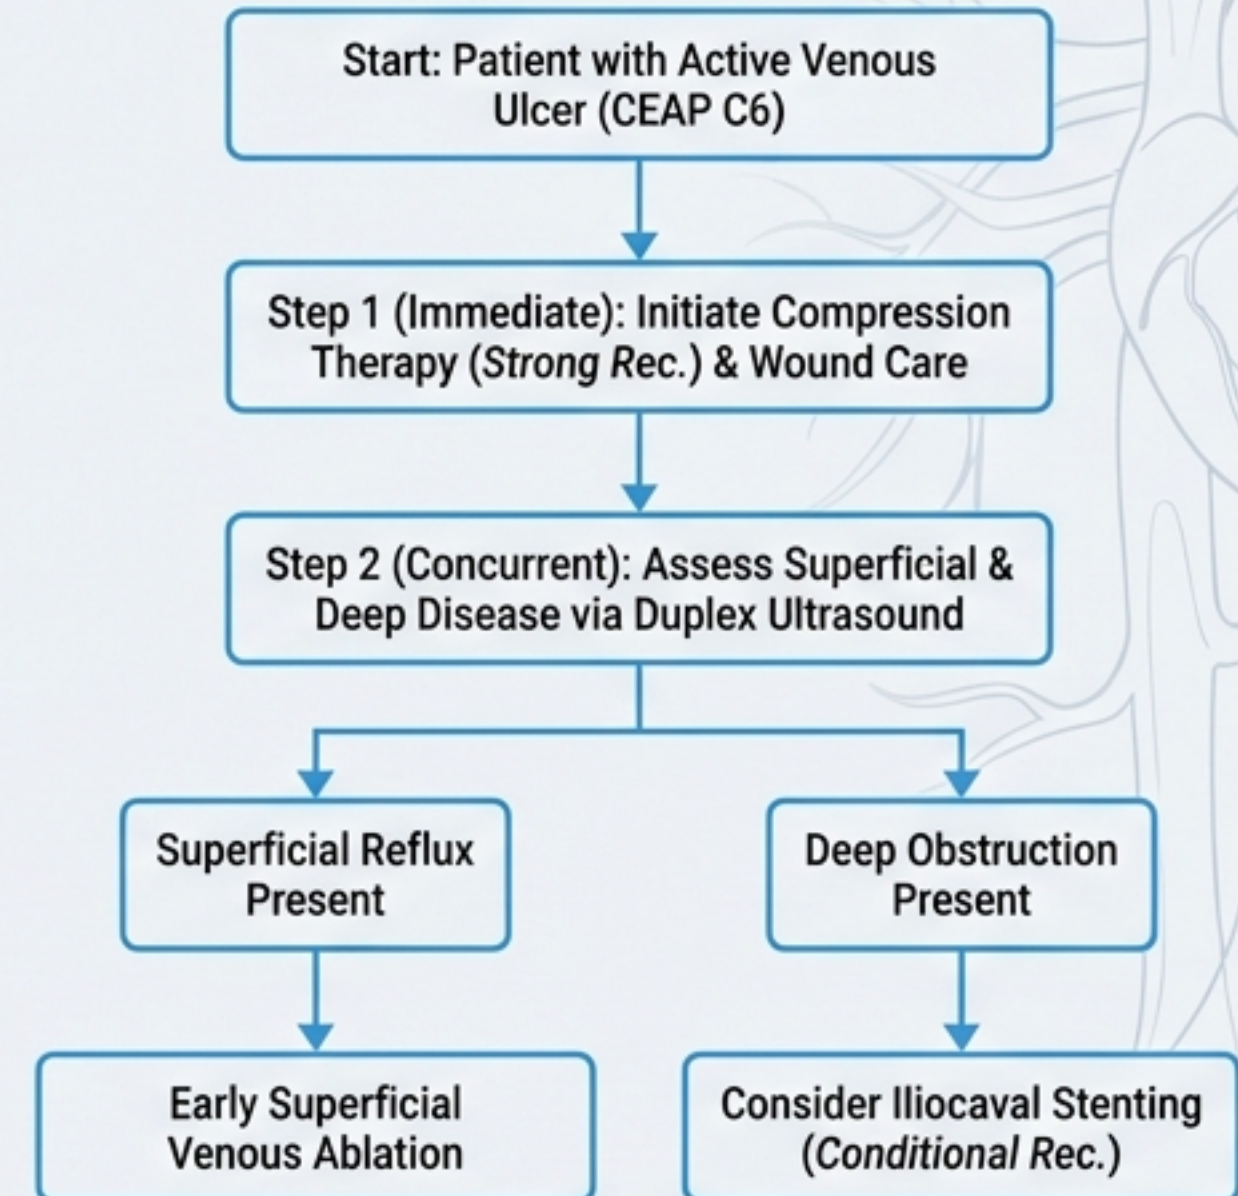 Start: Patient with Active Venous
Ulcer (CEAP C6)
Step 1 (Immediate): Initiate Compression
Therapy (Strong Rec.) & Wound Care
Step 2 (Concurrent): Assess Superficial &
Deep Disease via Duplex Ultrasound
Superficial Reflux
Present
Deep Obstruction
Present
Early Superficial
Venous Ablation
Consider Iliocaval Stenting
(Conditional Rec.)